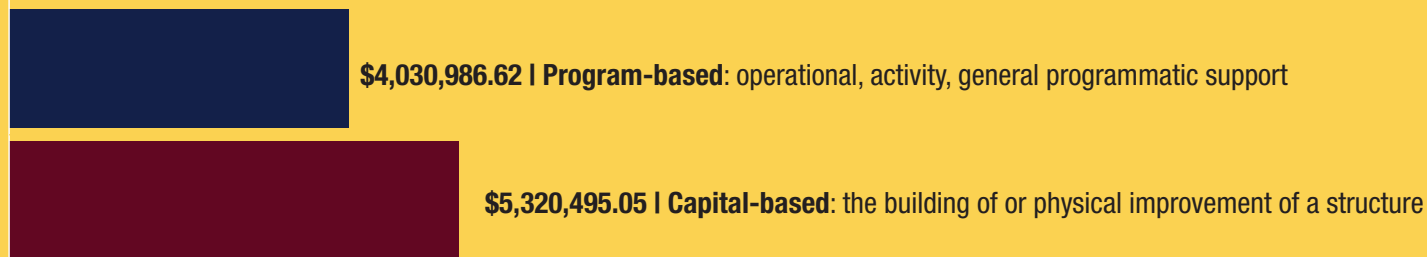 $4,030,986.62 | Program-based: operational, activity, general programmatic support
$5,320,495.05 | Capital-based: the building of or physical improvement of a structure